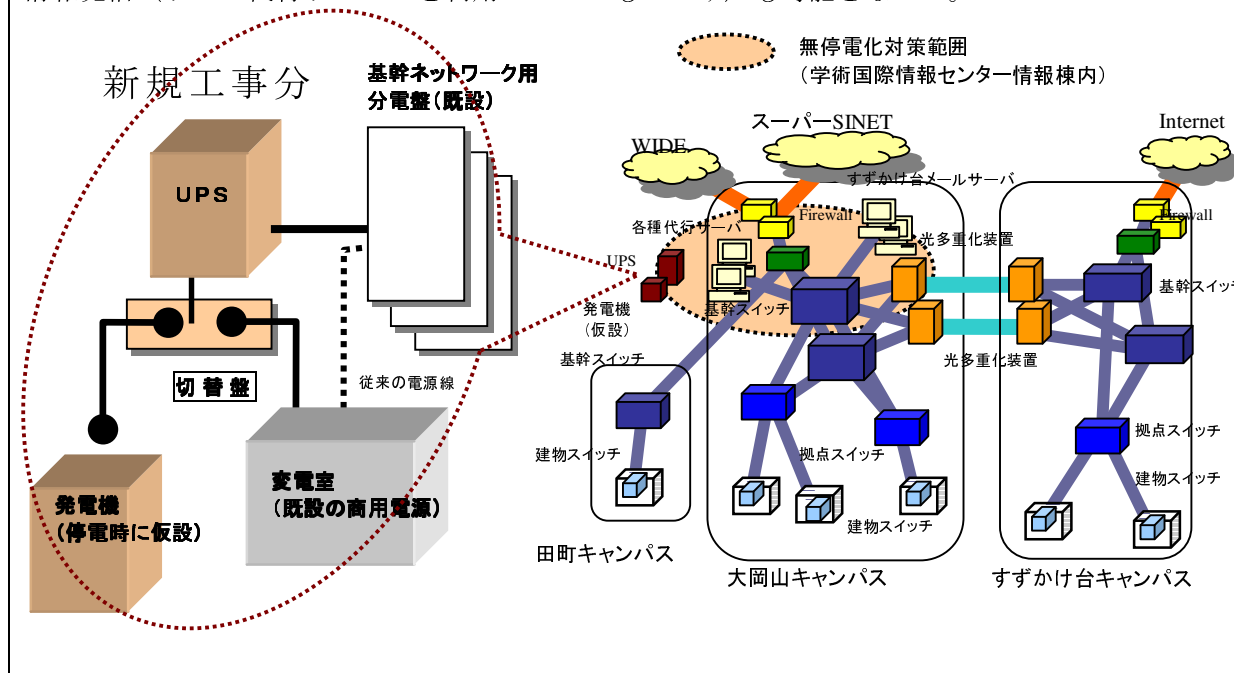 無停電化対策範囲
（学術国際情報センター情報棟内）
新規工事分
基幹ネットワーク用
分電盤（既設）
UPS
切替盤
従来の電源線
発電機
（停電時に仮設）
変電室
（既設の商用電源）
WIDE
スーパーSINET
Internet
すずかけ台メールサーバ
各種代行サーバ
Firewall
Firewall
光多重化装置
UPS
発電機
（仮設）
基幹スイッチ
基幹スイッチ
基幹スイッチ
光多重化装置
建物スイッチ
拠点スイッチ
拠点スイッチ
建物スイッチ
建物スイッチ
田町キャンパス
大岡山キャンパス
すずかけ台キャンパス